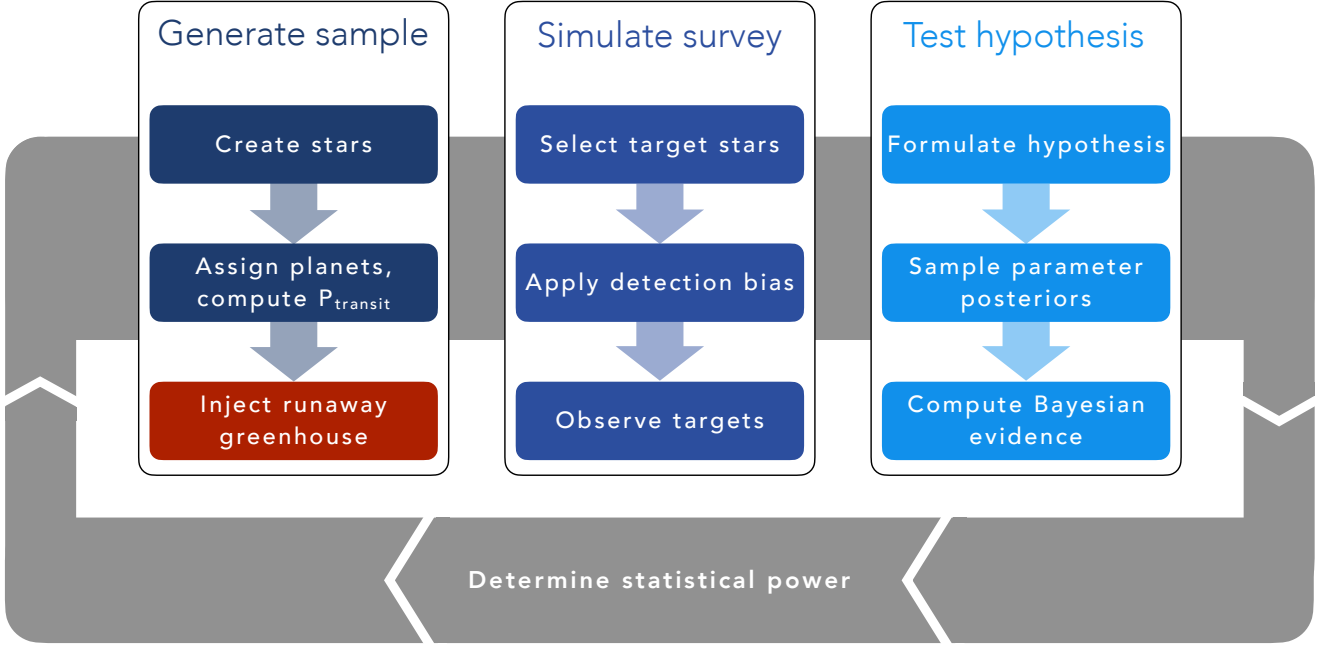 Generate sample
Create stars
Assign planets,
compute P_transit
Inject runaway
greenhouse
Simulate survey
Select target stars
Apply detection bias
Observe targets
Test hypothesis
Formulate hypothesis
Sample parameter
posteriors
Compute Bayesian
evidence
Determine statistical power